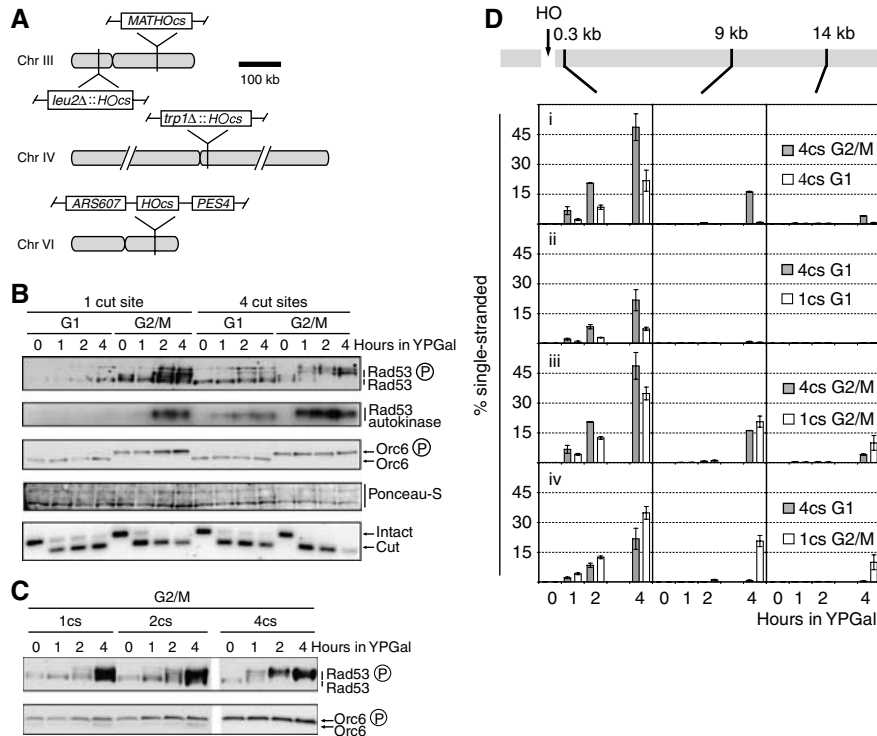 A
MATHOcs
Chr III
100 kb
leu2Δ::HOcs
trp1Δ::HOcs
Chr IV
ARS607 HOcs PES4
Chr VI
B
1 cut site 4 cut sites
G1 G2/M G1 G2/M
0 1 2 4 0 1 2 4 0 1 2 4 0 1 2 4 Hours in YPGal
Rad53 P
Rad53
Rad53
autokinase
Orc6 P
Orc6
Ponceau-S
Intact
Cut
C
G2/M
1cs 2cs 4cs
0 1 2 4 0 1 2 4 0 1 2 4 Hours in YPGal
Rad53 P
Rad53
Orc6 P
Orc6
D
HO
0.3 kb 9 kb 14 kb
% single-stranded
i
45
30
15
4cs G2/M
4cs G1
ii
45
30
15
4cs G1
1cs G1
iii
45
30
15
4cs G2/M
1cs G2/M
iv
45
30
15
4cs G1
1cs G2/M
0 1 2 4 0 1 2 4 0 1 2 4
Hours in YPGal